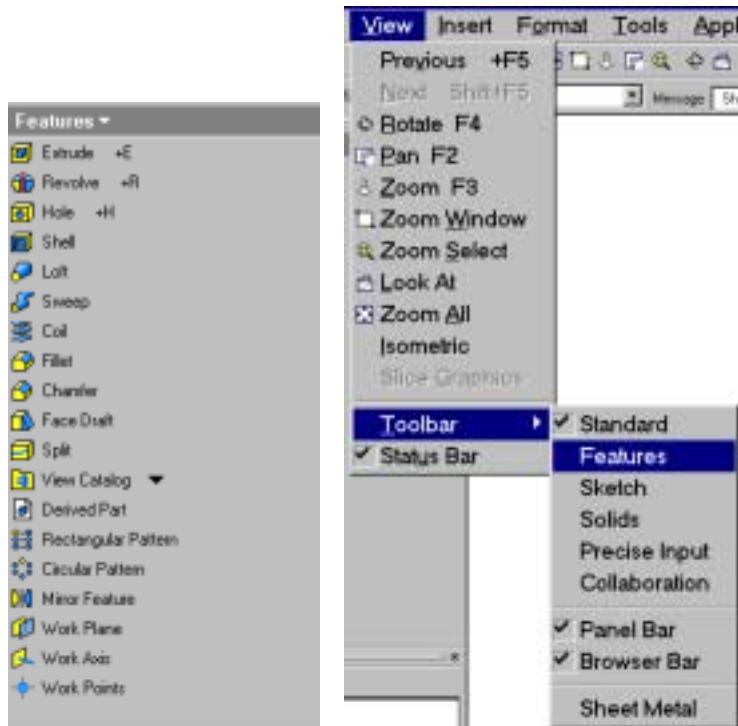 Features
Extrude +E
Revolve +R
Hole +H
Shell
Loft
Sweep
Coil
Fillet
Chamfer
Face Draft
Split
View Catalog
Derived Part
Rectangular Pattern
Circular Pattern
Mirror Feature
Work Plane
Work Axis
Work Points
View Insert Format Tools Appl
Previous +F5
Next Shift+F5
Message Sh
Rotate F4
Pan F2
Zoom F3
Zoom Window
Zoom Select
Look At
Zoom All
Isometric
Slice Graphics
Toolbar
Status Bar
Standard
Features
Sketch
Solids
Precise Input
Collaboration
Panel Bar
Browser Bar
Sheet Metal